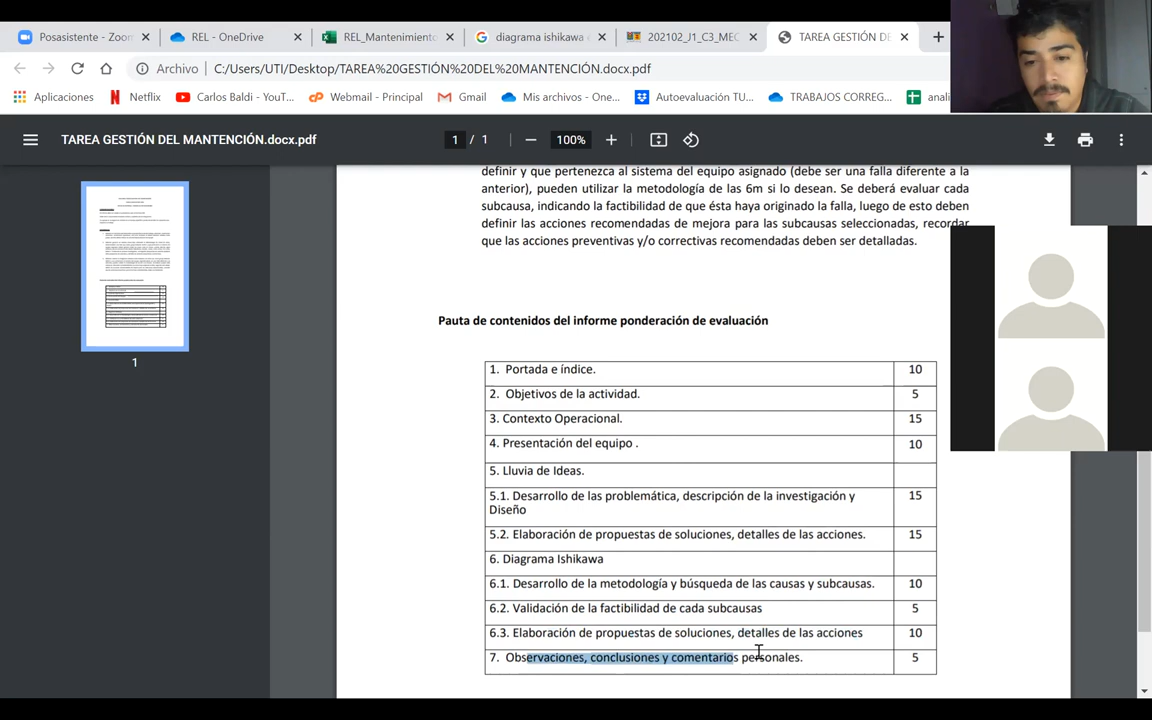 Posasistente - Zoom
REL - OneDrive
REL_Mantenimiento
diagrama ishikawa e
202102_J1_C3_MEC
TAREA GESTIÓN DE
Archivo
C:/Users/UTI/Desktop/TAREA%20GESTIÓN%20DEL%20MANTENCIÓN.docx.pdf
Aplicaciones
Netflix
Carlos Baldi - YouT...
Webmail - Principal
Gmail
Mis archivos - One...
Autoevaluación TU...
TRABAJOS CORREG...
anali
TAREA GESTIÓN DEL MANTENCIÓN.docx.pdf
1 / 1
100%
1
definir y que pertenezca al sistema del equipo asignado (debe ser una falla diferente a la
anterior), pueden utilizar la metodología de las 6m si lo desean. Se deberá evaluar cada
subcausa, indicando la factibilidad de que ésta haya originado la falla, luego de esto deben
definir las acciones recomendadas de mejora para las subcausas seleccionadas, recordar
que las acciones preventivas y/o correctivas recomendadas deben ser detalladas.
Pauta de contenidos del informe ponderación de evaluación
1. Portada e índice. 10
2. Objetivos de la actividad. 5
3. Contexto Operacional. 15
4. Presentación del equipo . 10
5. Lluvia de Ideas.
5.1. Desarrollo de las problemática, descripción de la investigación y
Diseño 15
5.2. Elaboración de propuestas de soluciones, detalles de las acciones. 15
6. Diagrama Ishikawa
6.1. Desarrollo de la metodología y búsqueda de las causas y subcausas. 10
6.2. Validación de la factibilidad de cada subcausas 5
6.3. Elaboración de propuestas de soluciones, detalles de las acciones 10
7. Observaciones, conclusiones y comentarios personales. 5